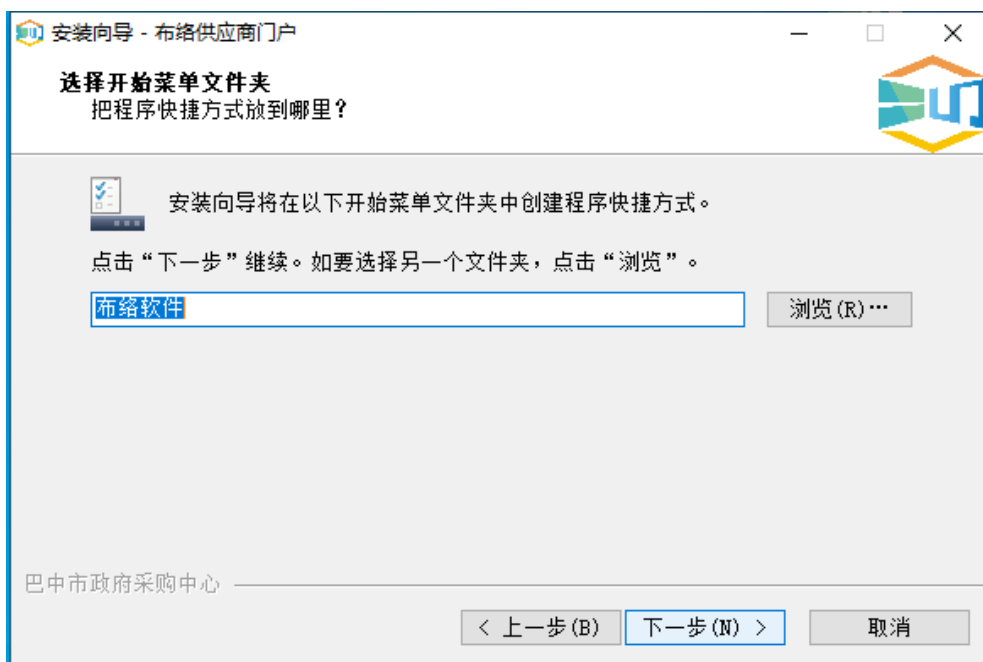 安装向导 - 布络供应商门户
选择开始菜单文件夹
把程序快捷方式放到哪里？
安装向导将在以下开始菜单文件夹中创建程序快捷方式。
点击“下一步”继续。如要选择另一个文件夹，点击“浏览”。
布络软件
浏览(R)…
巴中市政府采购中心
< 上一步(B)
下一步(N) >
取消